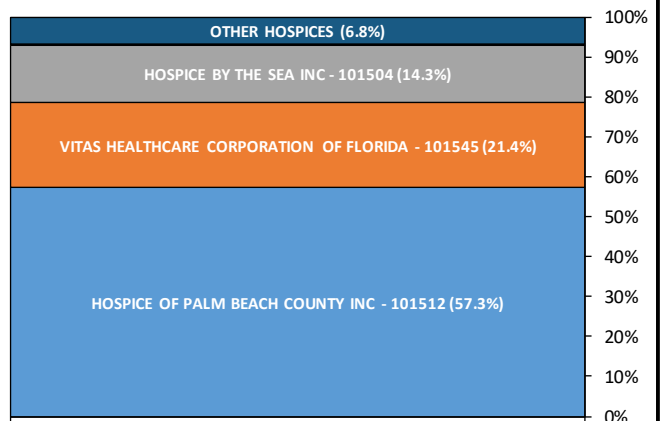 OTHER HOSPICES (6.8%)
HOSPICE BY THE SEA INC - 101504 (14.3%)
VITAS HEALTHCARE CORPORATION OF FLORIDA - 101545 (21.4%)
HOSPICE OF PALM BEACH COUNTY INC - 101512 (57.3%)
100%
90%
80%
70%
60%
50%
40%
30%
20%
10%
0%